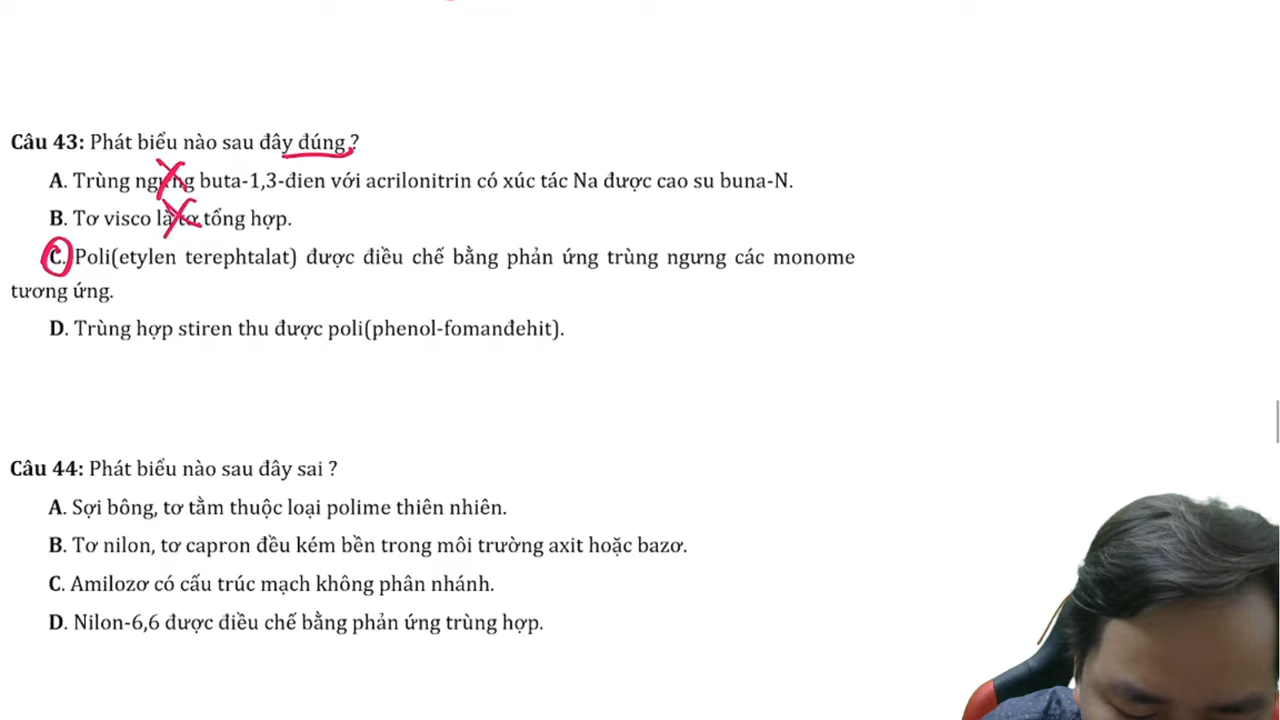 Câu 43: Phát biểu nào sau đây đúng ?
A. Trùng ngưng buta-1,3-đien với acrilonitrin có xúc tác Na được cao su buna-N.
B. Tơ visco là tơ tổng hợp.
C. Poli(etylen terephtalat) được điều chế bằng phản ứng trùng ngưng các monome
tương ứng.
D. Trùng hợp stiren thu được poli(phenol-fomanđehit).
Câu 44: Phát biểu nào sau đây sai ?
A. Sợi bông, tơ tằm thuộc loại polime thiên nhiên.
B. Tơ nilon, tơ capron đều kém bền trong môi trường axit hoặc bazơ.
C. Amilozơ có cấu trúc mạch không phân nhánh.
D. Nilon-6,6 được điều chế bằng phản ứng trùng hợp.